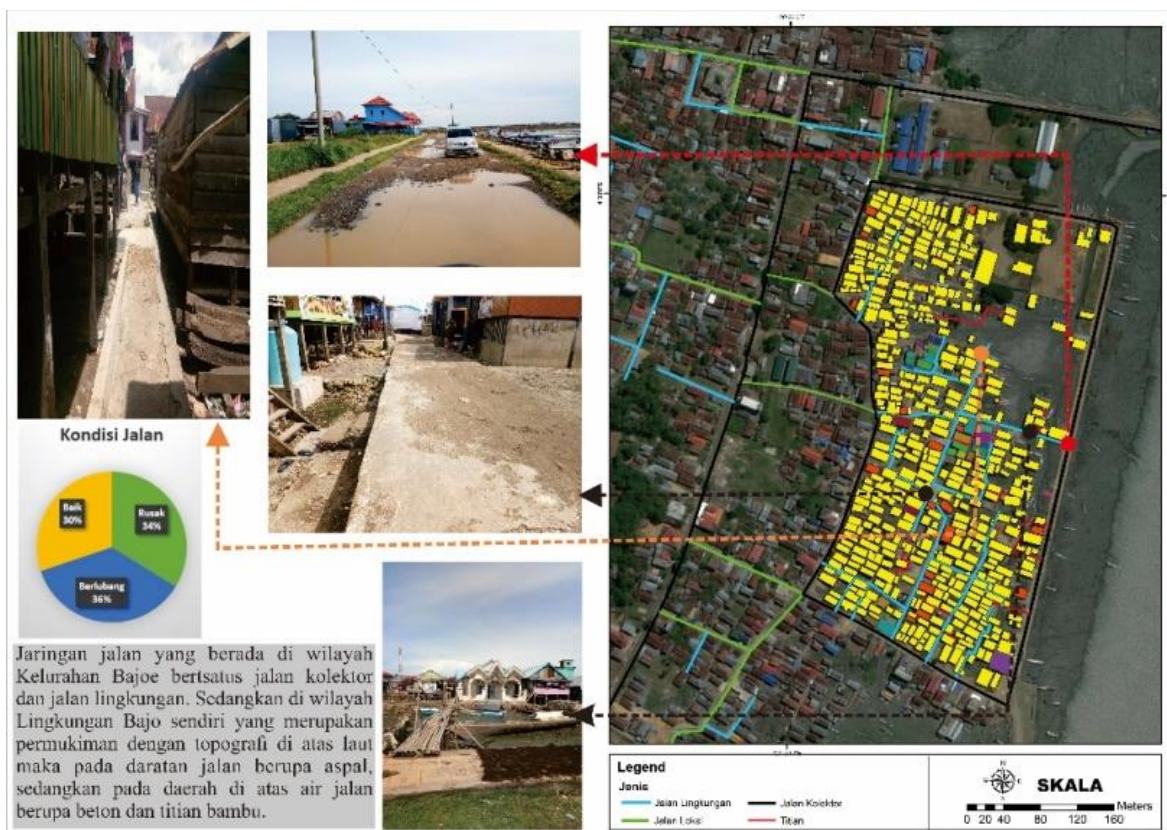 Kondisi Jalan
Baik
30%
Rusak
34%
Berlubang
36%
Jaringan jalan yang berada di wilayah
Kelurahan Bajoe bertsatus jalan kolektor
dan jalan lingkungan. Sedangkan di wilayah
Lingkungan Bajo sendiri yang merupakan
permukiman dengan topografi di atas laut
maka pada daratan jalan berupa aspal,
sedangkan pada daerah di atas air jalan
berupa beton dan titian bambu.
Legend
Jenis
Jalan Lingkungan
Jalan Kolektor
Jalan Loksl
Titian
N
W
E
S
SKALA
Meters
0 20 40 80 120 160